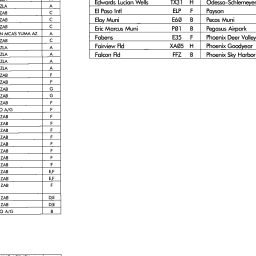 ZLA A
ZAB C
ZAB C
ZAB C
N MCAS YUMA AZ A
ZLA A
ZLA A
ZLA A
ZLA A
ZAB F
ZAB F
ZAB G
ZAB G
ZAB F
O A/G F
ZAB F
ZAB F
ZAB F
ZAB F
ZAB F
ZAB F
ZAB F
ZAB E,F
ZAB E,F
ZAB F
ZAB D,E
ZAB D,E
O A/G B
Edwards Lucian Wells TX31 H Odessa-Schlemeyer
El Paso Intl ELP F Payson
Eloy Muni E60 B Pecos Muni
Eric Marcus Muni P01 B Pegasus Airpark
Fabens E35 F Phoenix Deer Valley
Fairview Fld XA05 H Phoenix Goodyear
Falcon Fld FFZ B Phoenix Sky Harbor